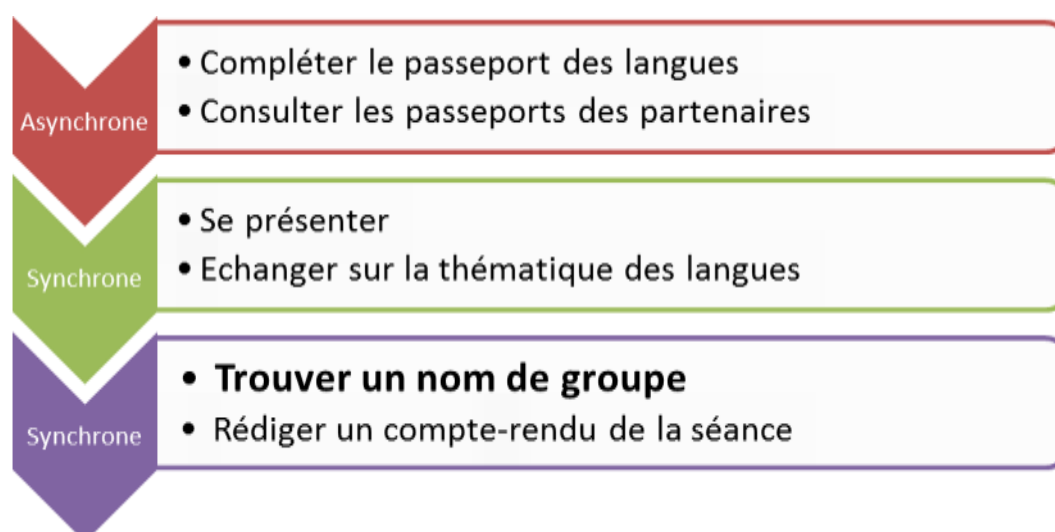 Asynchrone
• Compléter le passeport des langues
• Consulter les passeports des partenaires
Synchrone
• Se présenter
• Echanger sur la thématique des langues
Synchrone
• Trouver un nom de groupe
• Rédiger un compte-rendu de la séance